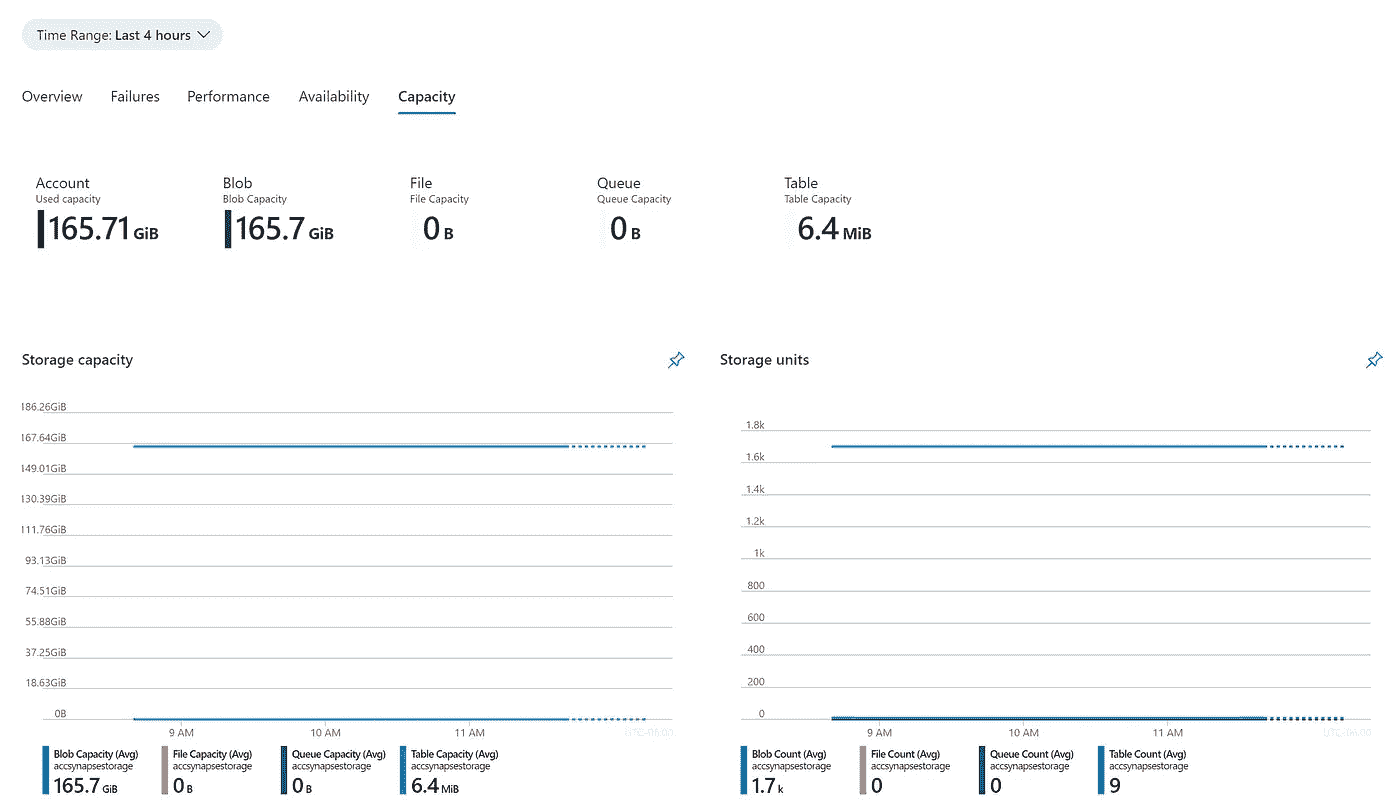 Time Range: Last 4 hours
Overview Failures Performance Availability Capacity
Account Blob File Queue Table
Used capacity Blob Capacity File Capacity Queue Capacity Table Capacity
165.71 GiB 165.7 GiB 0 B 0 B 6.4 MiB
Storage capacity
186.26GiB
167.64GiB
149.01GiB
130.39GiB
111.76GiB
93.13GiB
74.51GiB
55.88GiB
37.25GiB
18.63GiB
0B
9 AM 10 AM 11 AM UTC-06:00
Blob Capacity (Avg) File Capacity (Avg) Queue Capacity (Avg) Table Capacity (Avg)
accsynapsestorage accsynapsestorage accsynapsestorage accsynapsestorage
165.7 GiB 0 B 0 B 6.4 MiB
Storage units
1.8k
1.6k
1.4k
1.2k
1k
800
600
400
200
0
9 AM 10 AM 11 AM UTC-06:00
Blob Count (Avg) File Count (Avg) Queue Count (Avg) Table Count (Avg)
accsynapsestorage accsynapsestorage accsynapsestorage accsynapsestorage
1.7 k 0 0 9